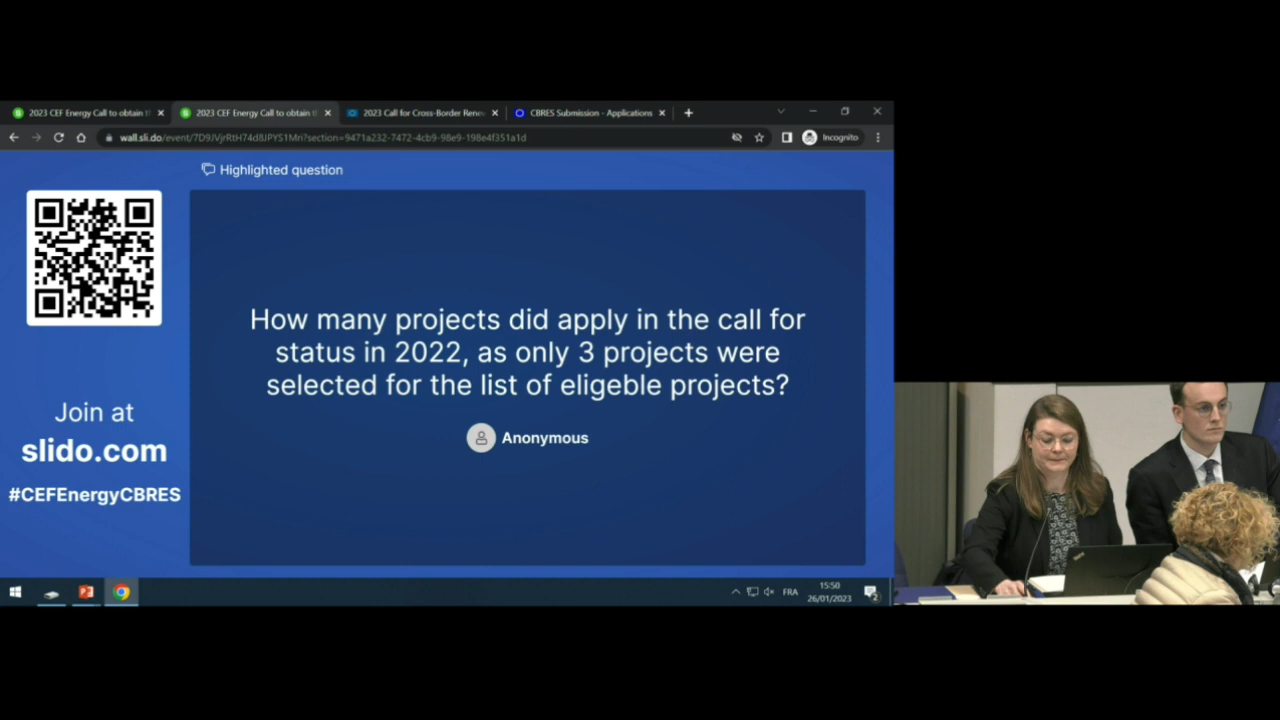 2023 CEF Energy Call to obtain t
2023 CEF Energy Call to obtain t
2023 Call for Cross-Border Rene
CBRES Submission - Applications
wall.sli.do/event/7D9JVjrRtH74d8JPYS1Mri?section=9471a232-7472-4cb9-98e9-198e4f351a1d
Incognito
Highlighted question
How many projects did apply in the call for
status in 2022, as only 3 projects were
selected for the list of eligeble projects?
Anonymous
Join at
slido.com
#CEFEnergyCBRES
FRA
15:50
26/01/2023
2